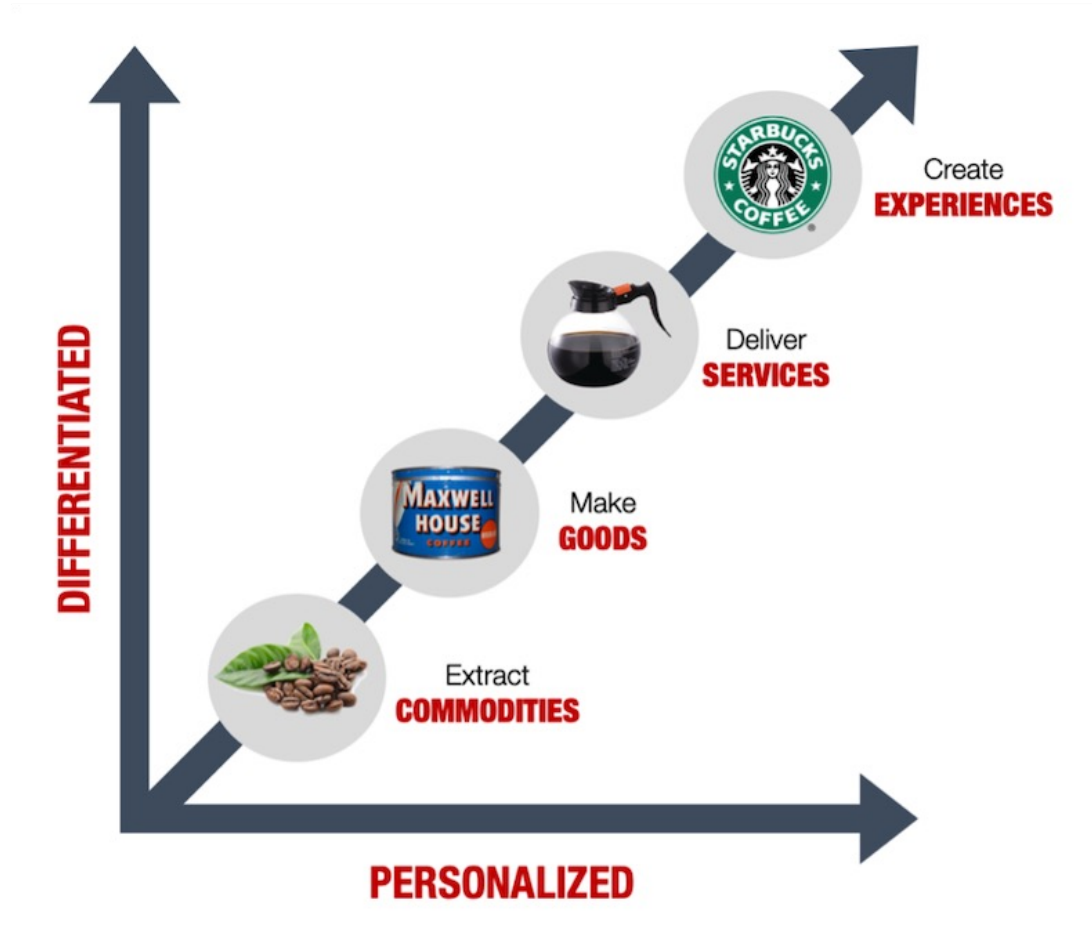 STARBUCKS
COFFEE
Create
EXPERIENCES
Deliver
SERVICES
DIFFERENTIATED
MAXWELL
HOUSE
COFFEE
Make
GOODS
Extract
COMMODITIES
PERSONALIZED